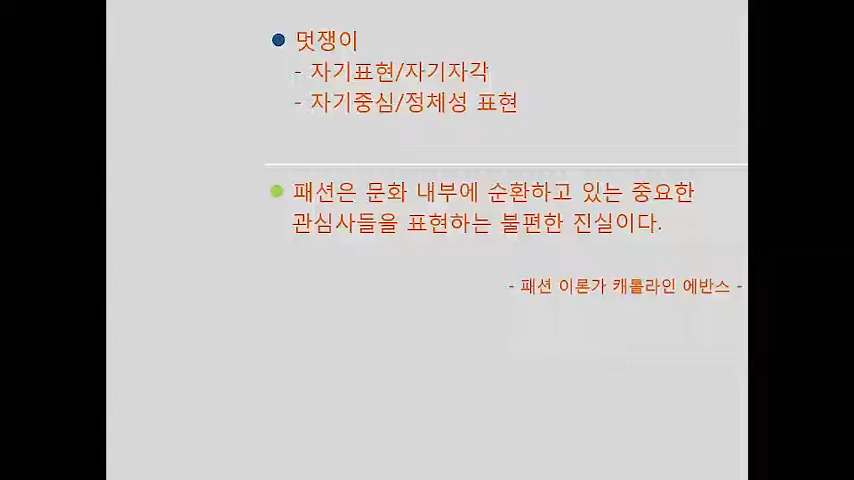 ● 멋쟁이
- 자기표현/자기자각
- 자기중심/정체성 표현
● 패션은 문화 내부에 순환하고 있는 중요한
관심사들을 표현하는 불편한 진실이다.
- 패션 이론가 캐롤라인 에반스 -